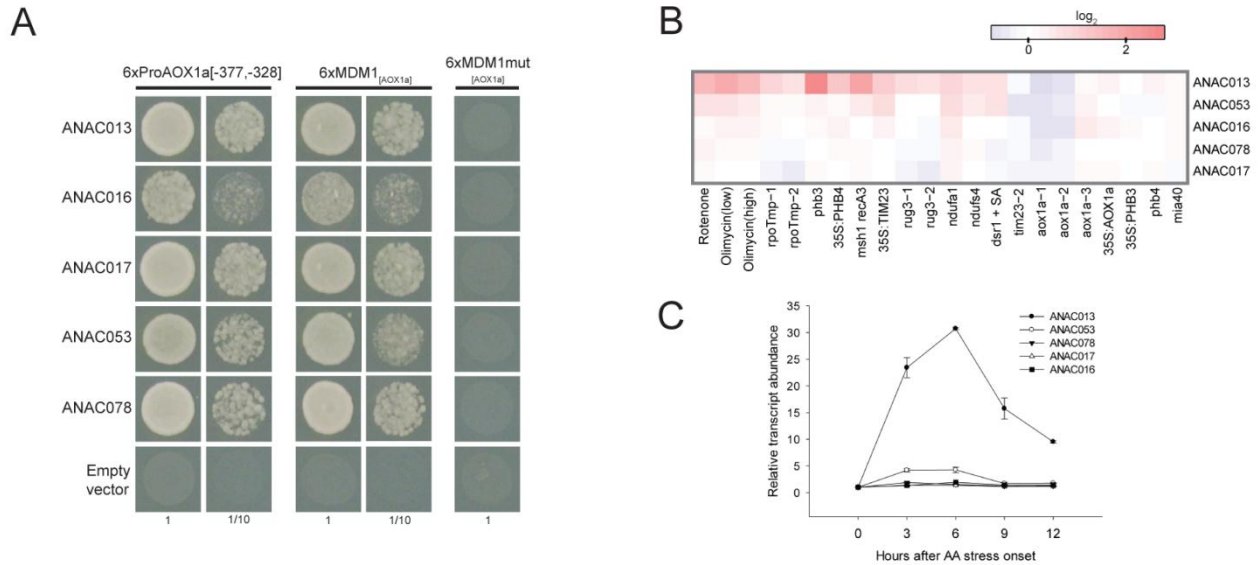 A
6xProAOX1a[-377,-328]
6xMDM1[AOX1a]
6xMDM1mut
[AOX1a]
ANAC013
ANAC016
ANAC017
ANAC053
ANAC078
Empty
vector
1
1/10
1
1/10
1
B
log2
0
2
ANAC013
ANAC053
ANAC016
ANAC078
ANAC017
Rotenone
Olimycin(low)
Olimycin(high)
rpoTmp-1
rpoTmp-2
phb3
35S:PHB4
msh1 recA3
35S:TIM23
rug3-1
rug3-2
ndufa1
ndufs4
dsr1 + SA
tim23-2
aox1a-1
aox1a-2
aox1a-3
35S:AOX1a
35S:PHB3
phb4
mia40
C
Relative transcript abundance
35
30
25
20
15
10
5
0
ANAC013
ANAC053
ANAC078
ANAC017
ANAC016
0
3
6
9
12
Hours after AA stress onset